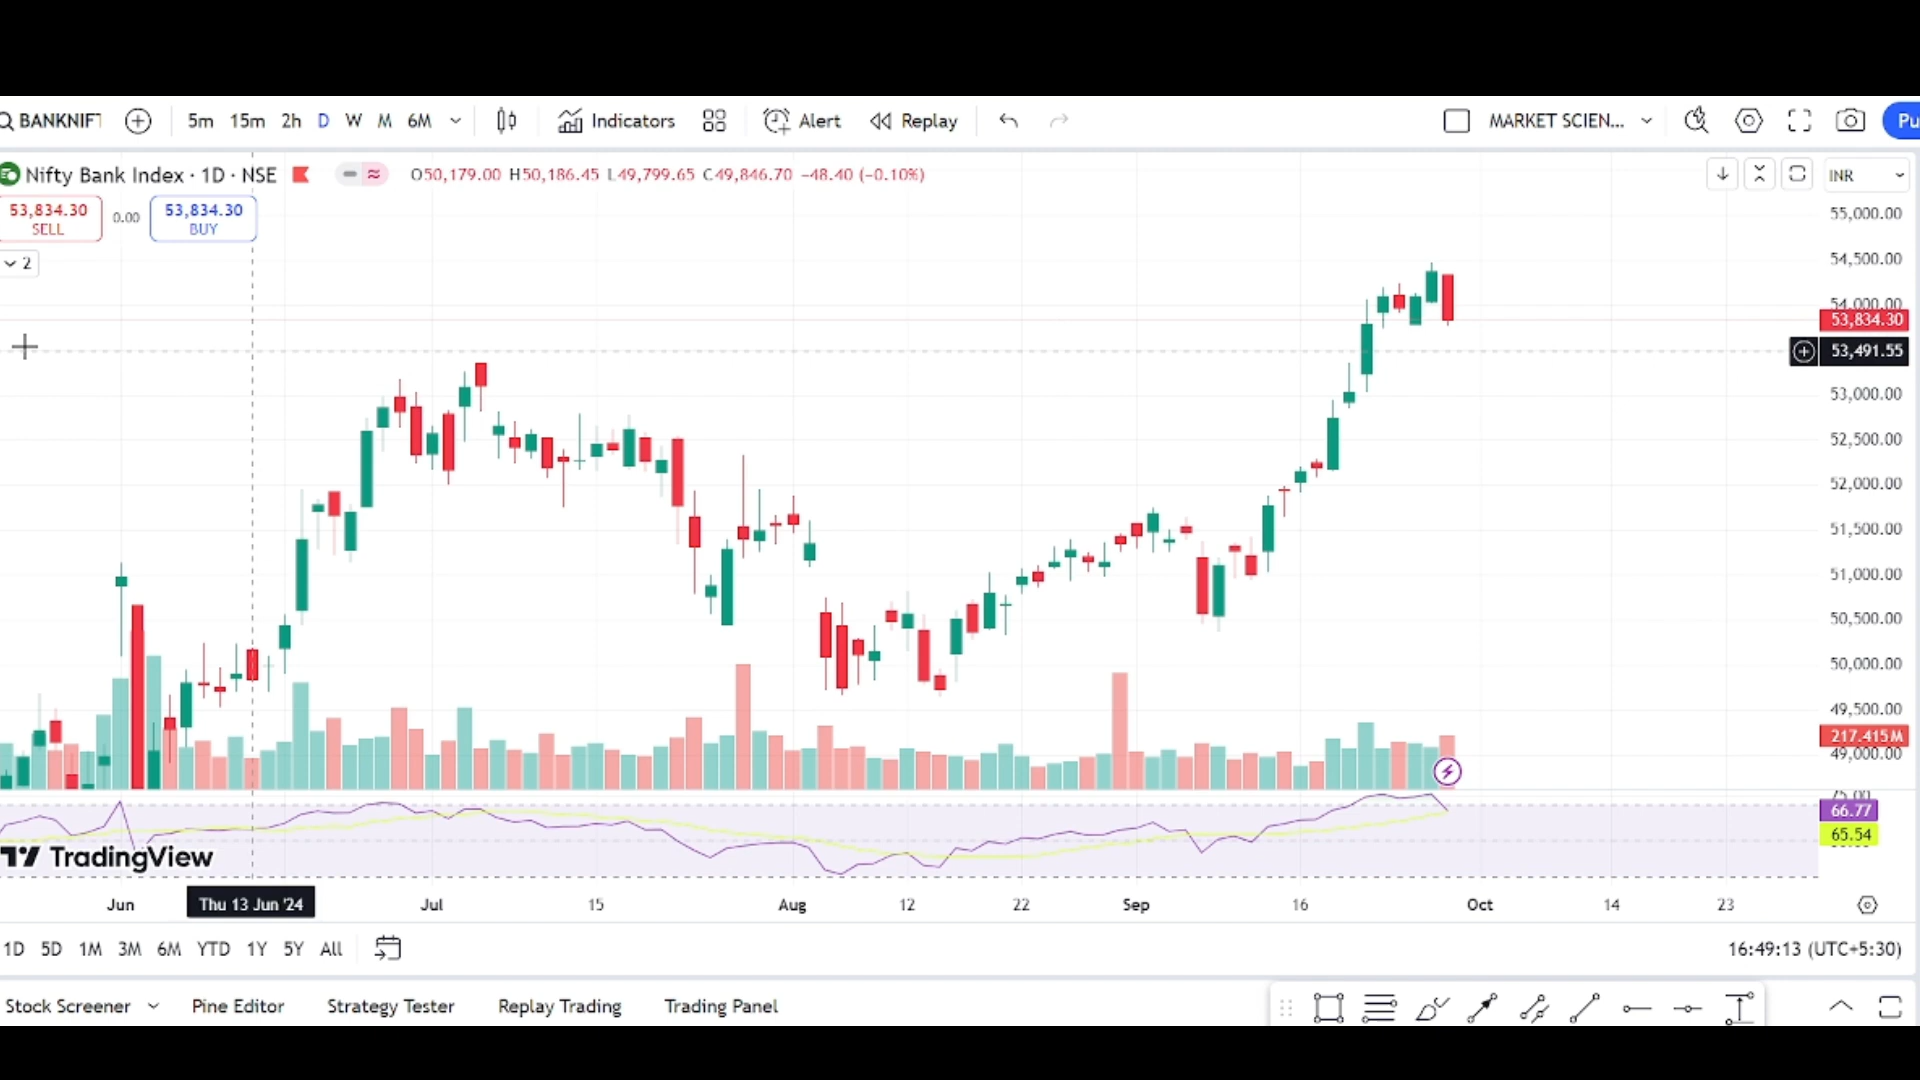 BANKNIFT 5m 15m 2h D W M 6M Indicators Alert Replay MARKET SCIEN... Pu
Nifty Bank Index · 1D · NSE O50,179.00 H50,186.45 L49,799.65 C49,846.70 −48.40 (−0.10%) INR
53,834.30 SELL 0.00 53,834.30 BUY
2
55,000.00
54,500.00
54,000.00
53,834.30
53,491.55
53,000.00
52,500.00
52,000.00
51,500.00
51,000.00
50,500.00
50,000.00
49,500.00
217.415M
49,000.00
75.00
66.77
65.54
TradingView
Jun Thu 13 Jun '24 Jul 15 Aug 12 22 Sep 16 Oct 14 23
1D 5D 1M 3M 6M YTD 1Y 5Y All 16:49:13 (UTC+5:30)
Stock Screener Pine Editor Strategy Tester Replay Trading Trading Panel